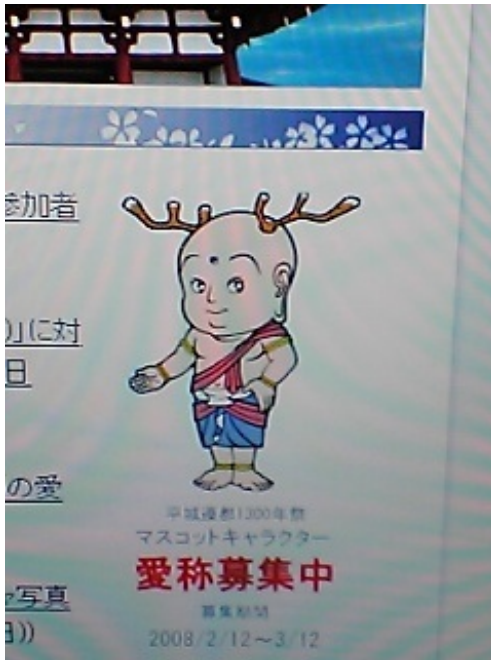 参加者
)」に対
日
の愛
写真
日))
平城遷都1300年祭
マスコットキャラクター
愛称募集中
募集期間
2008/2/12～3/12